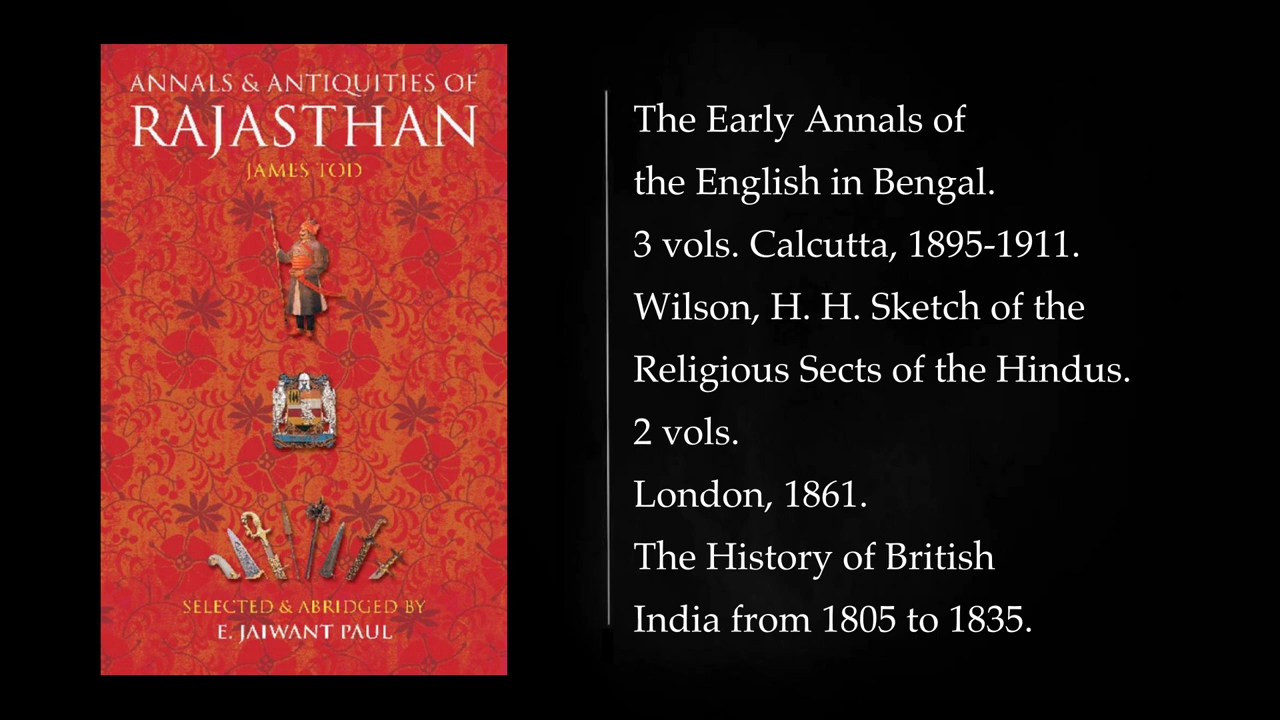 ANNALS & ANTIQUITIES OF
RAJASTHAN
JAMES TOD
SELECTED & ABRIDGED BY
E. JAIWANT PAUL
The Early Annals of
the English in Bengal.
3 vols. Calcutta, 1895-1911.
Wilson, H. H. Sketch of the
Religious Sects of the Hindus.
2 vols.
London, 1861.
The History of British
India from 1805 to 1835.